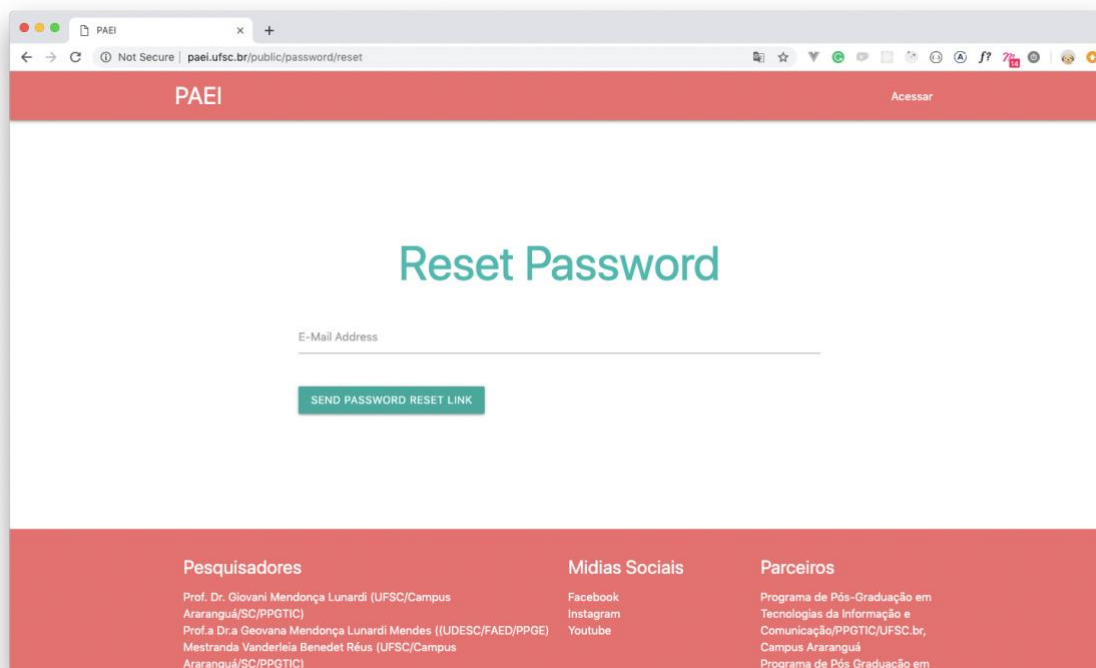 PAEI
Not Secure | paei.ufsc.br/public/password/reset
f?
14
PAEI
Acessar
Reset Password
E-Mail Address
SEND PASSWORD RESET LINK
Pesquisadores
Prof. Dr. Giovani Mendonça Lunardi (UFSC/Campus
Araranguá/SC/PPGTIC)
Prof.a Dr.a Geovana Mendonça Lunardi Mendes ((UDESC/FAED/PPGE)
Mestranda Vanderleia Benedet Réus (UFSC/Campus
Araranguá/SC/PPGTIC)
Midias Sociais
Facebook
Instagram
Youtube
Parceiros
Programa de Pós-Graduação em
Tecnologias da Informação e
Comunicação/PPGTIC/UFSC.br,
Campus Araranguá
Programa de Pós Graduação em